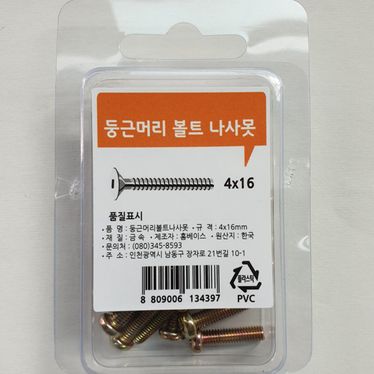 둥근머리 볼트 나사못
4x16
품질표시
· 품 명 : 둥근머리볼트나사못 · 규 격 : 4x16mm
· 재 질 : 금 속 · 제조자 : 홈베이스 · 원산지 : 한국
· 문의처 : (080)345-8593
· 주 소 : 인천광역시 남동구 장자로 21번길 10-1
8 809006 134397
플라스틱
PVC